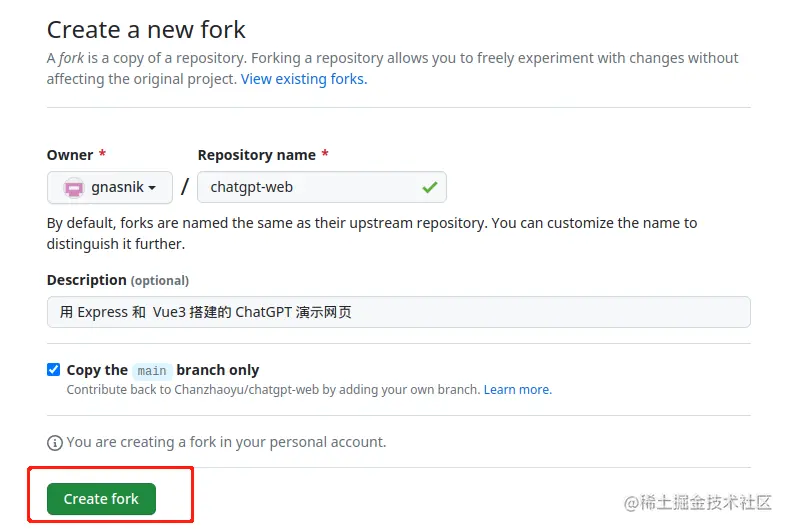 Create a new fork
A fork is a copy of a repository. Forking a repository allows you to freely experiment with changes without
affecting the original project. View existing forks.
Owner * Repository name *
gnasnik / chatgpt-web
By default, forks are named the same as their upstream repository. You can customize the name to
distinguish it further.
Description (optional)
用 Express 和  Vue3 搭建的 ChatGPT 演示网页
Copy the main branch only
Contribute back to Chanzhaoyu/chatgpt-web by adding your own branch. Learn more.
You are creating a fork in your personal account.
Create fork
@稀土掘金技术社区